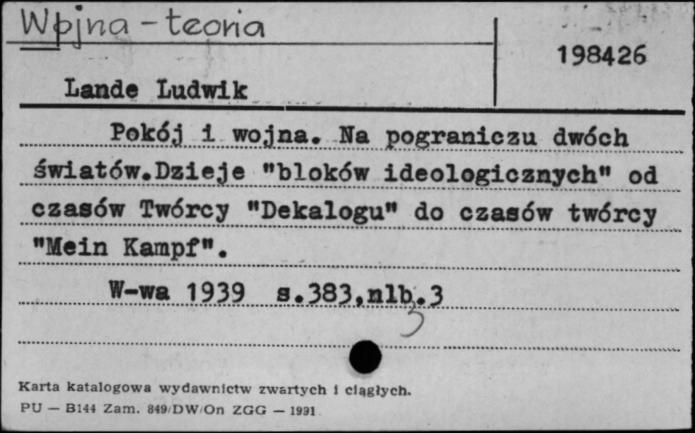 Wojna - teoria
198426
Lande Ludwik
Pokój i wojna. Na pograniczu dwóch
światów.Dzieje "bloków ideologicznych" od
czasów Twórcy "Dekalogu" do czasów twórcy
"Mein Kampf".
W-wa 1939 s.383,nlb.3
3
Karta katalogowa wydawnictw zwartych i ciągłych.
PU — B144 Zam. 849/DW/On ZGG — 1991